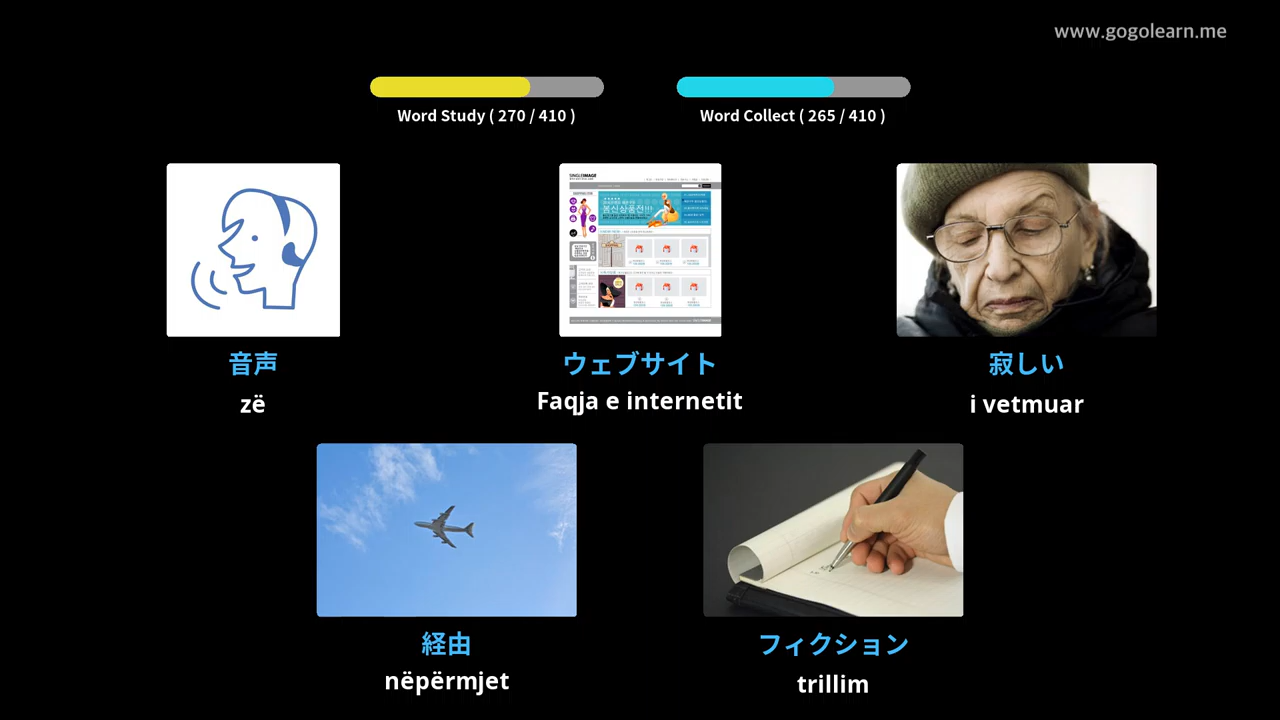 www.gogolearn.me
Word Study ( 270 / 410 )
Word Collect ( 265 / 410 )
音声
zë
ウェブサイト
Faqja e internetit
寂しい
i vetmuar
経由
nëpërmjet
フィクション
trillim